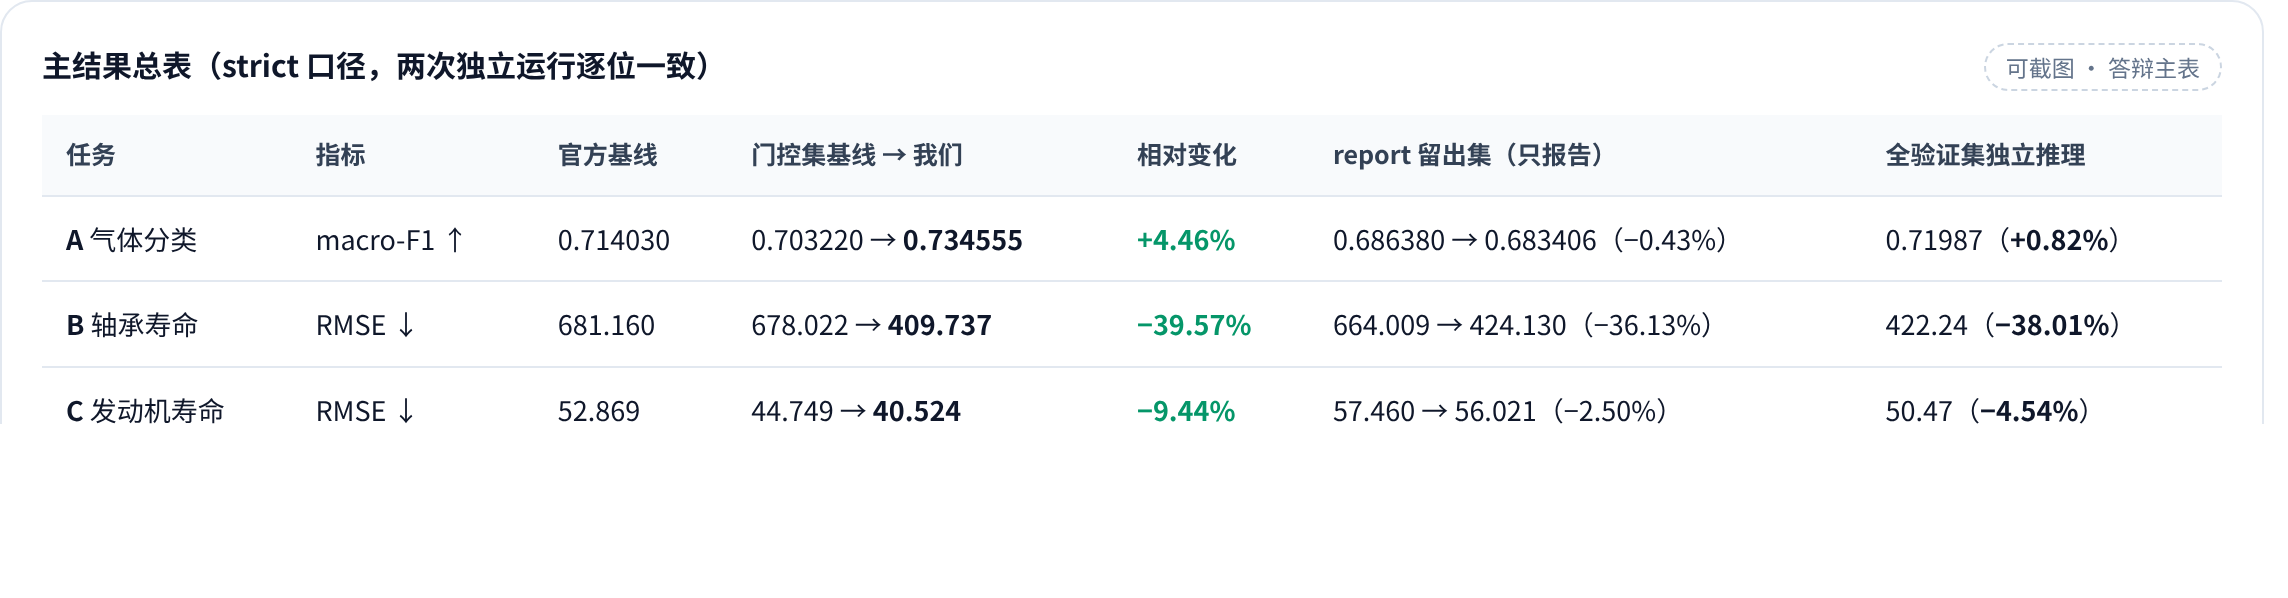 主结果总表（strict 口径，两次独立运行逐位一致）
可截图 · 答辩主表
任务 指标 官方基线 门控集基线 → 我们 相对变化 report 留出集（只报告） 全验证集独立推理
A 气体分类 macro-F1 ↑ 0.714030 0.703220 → 0.734555 +4.46% 0.686380 → 0.683406（−0.43%） 0.71987（+0.82%）
B 轴承寿命 RMSE ↓ 681.160 678.022 → 409.737 −39.57% 664.009 → 424.130（−36.13%） 422.24（−38.01%）
C 发动机寿命 RMSE ↓ 52.869 44.749 → 40.524 −9.44% 57.460 → 56.021（−2.50%） 50.47（−4.54%）